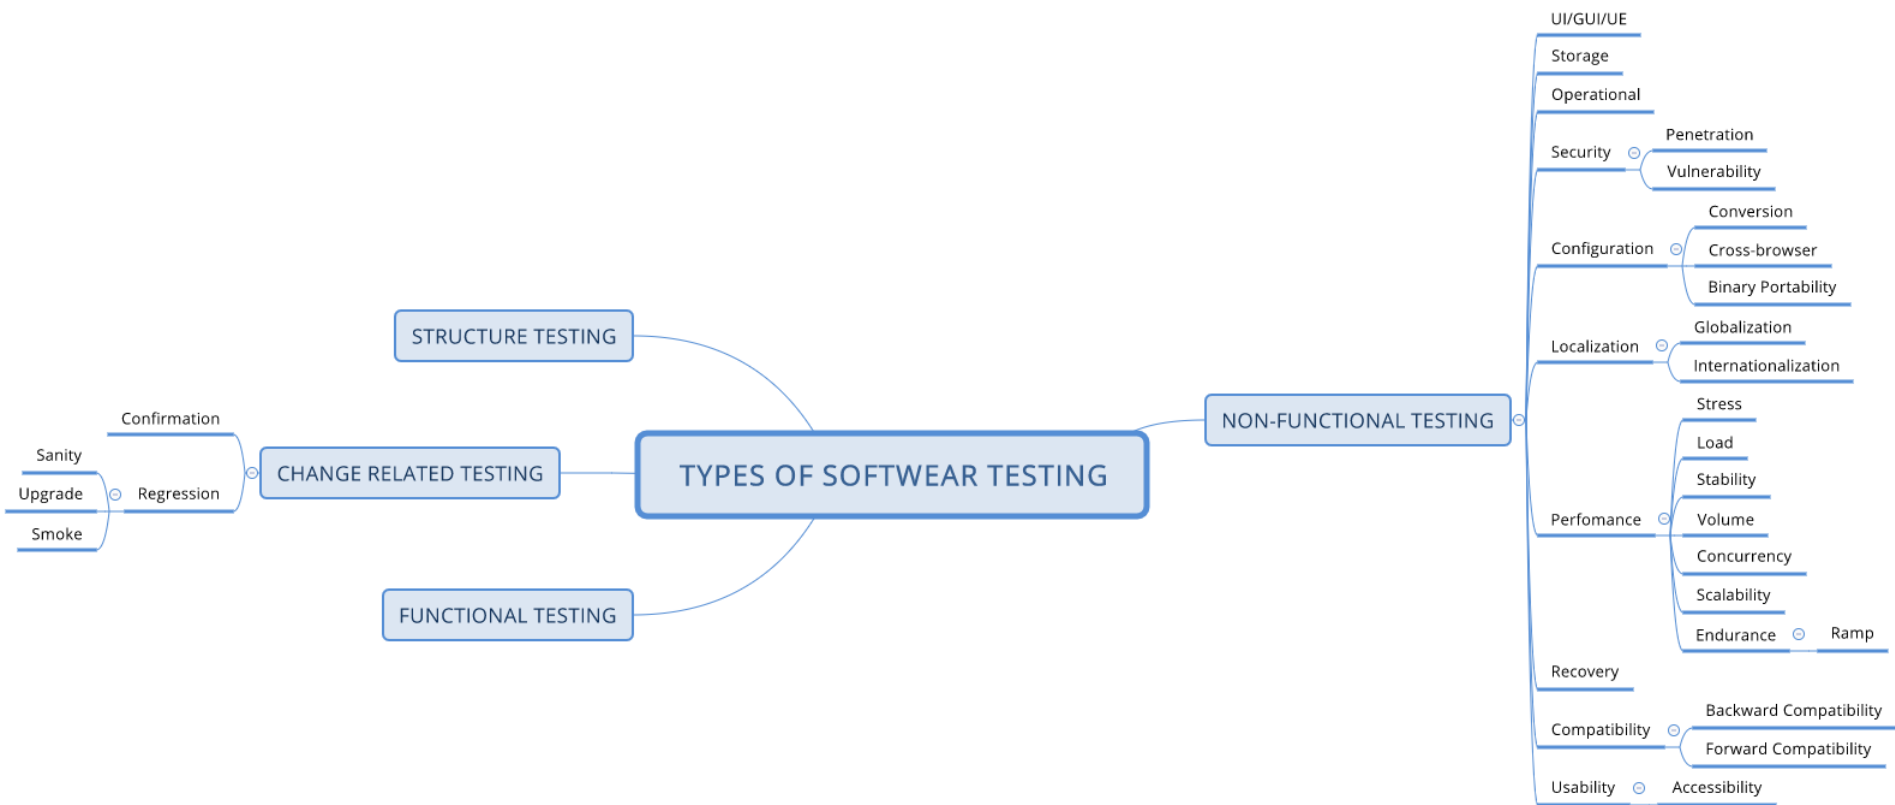 STRUCTURE TESTING
Confirmation
Sanity
Upgrade
Smoke
Regression
CHANGE RELATED TESTING
FUNCTIONAL TESTING
TYPES OF SOFTWEAR TESTING
NON-FUNCTIONAL TESTING
UI/GUI/UE
Storage
Operational
Security
Penetration
Vulnerability
Configuration
Conversion
Cross-browser
Binary Portability
Localization
Globalization
Internationalization
Perfomance
Stress
Load
Stability
Volume
Concurrency
Scalability
Endurance
Ramp
Recovery
Compatibility
Backward Compatibility
Forward Compatibility
Usability
Accessibility